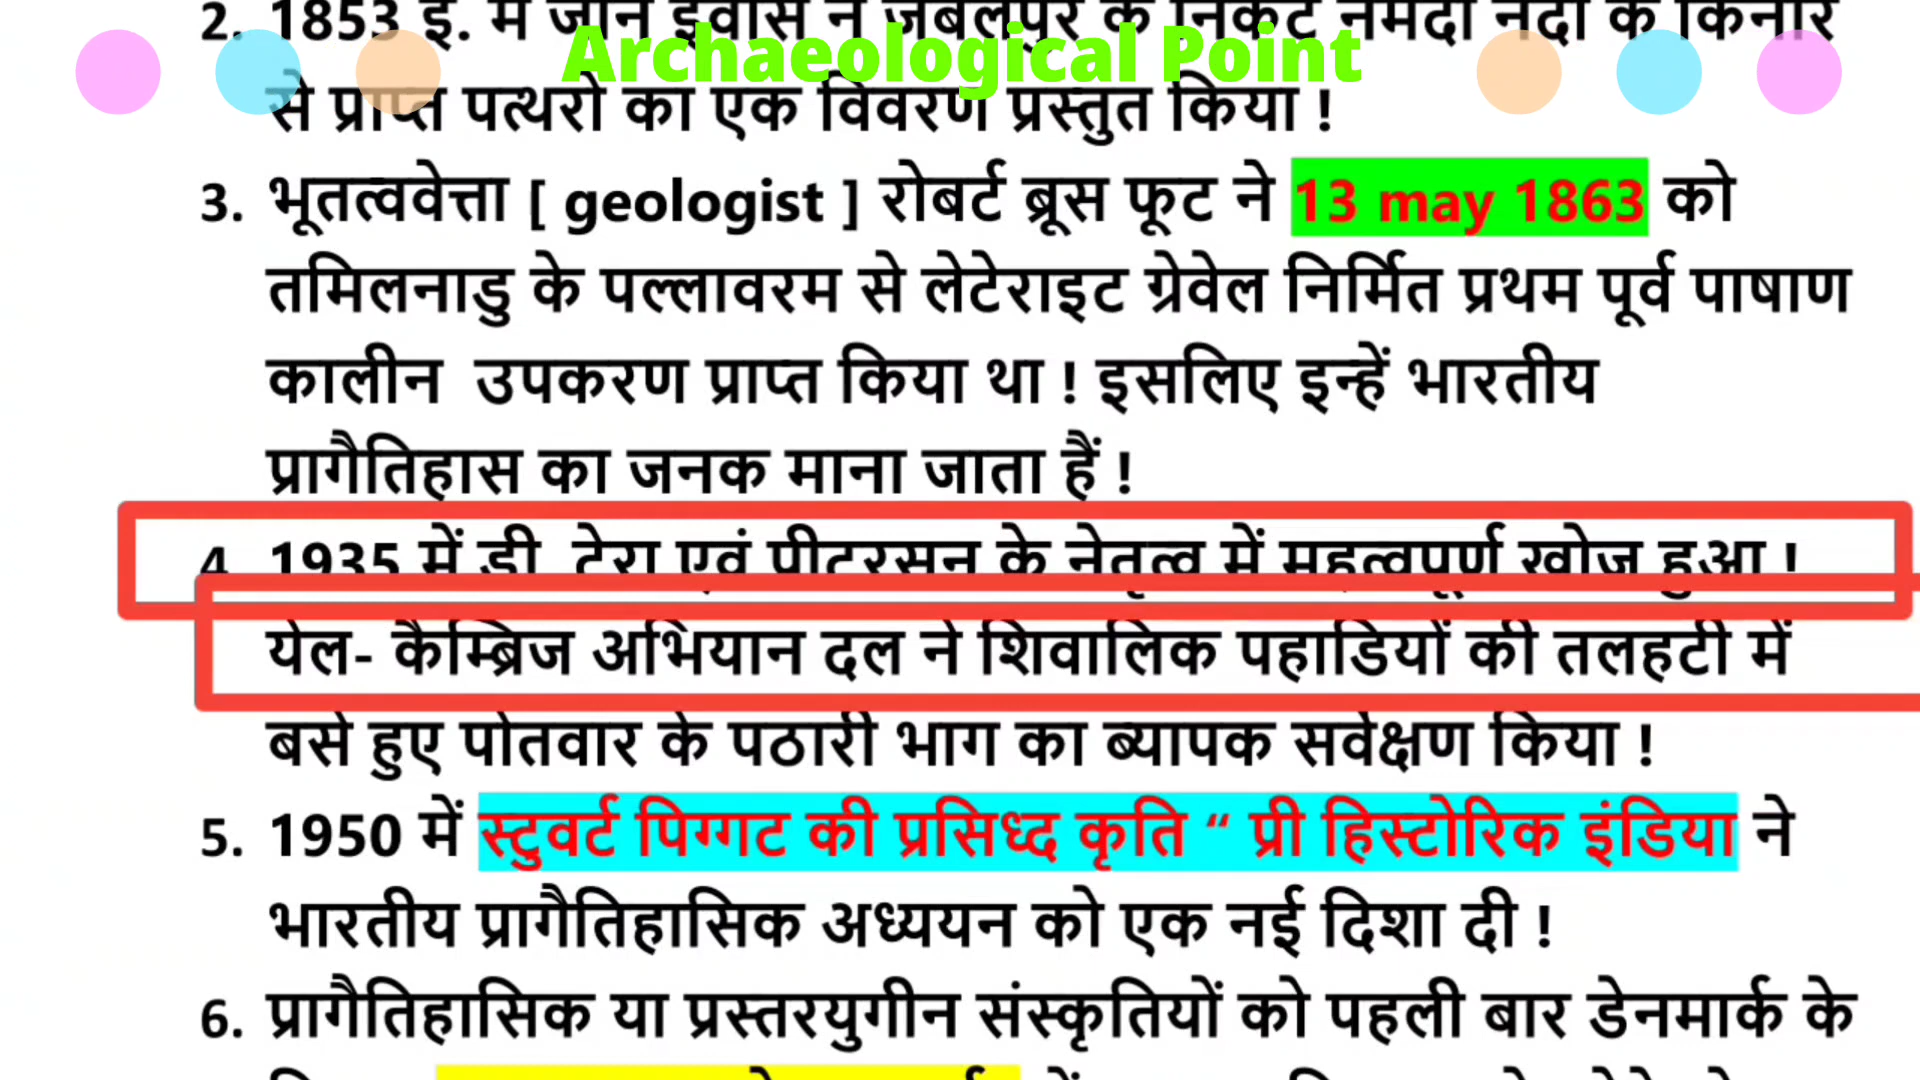 Archaeological Point
2. 1853 ई. में जॉन इवांस ने जबलपुर के निकट नर्मदा नदी के किनारे
से प्राप्त पत्थरो का एक विवरण प्रस्तुत किया !
3. भूतत्ववेत्ता [ geologist ] रोबर्ट ब्रूस फूट ने 13 may 1863 को
तमिलनाडु के पल्लावरम से लेटेराइट ग्रेवेल निर्मित प्रथम पूर्व पाषाण
कालीन उपकरण प्राप्त किया था ! इसलिए इन्हें भारतीय
प्रागैतिहास का जनक माना जाता हैं !
4. 1935 में डी. टेरा एवं पीटरसन के नेतृत्व में महत्वपूर्ण खोज हुआ !
येल- कैम्ब्रिज अभियान दल ने शिवालिक पहाडियों की तलहटी में
बसे हुए पोतवार के पठारी भाग का ब्यापक सर्वेक्षण किया !
5. 1950 में स्टुवर्ट पिग्गट की प्रसिध्द कृति “ प्री हिस्टोरिक इंडिया ने
भारतीय प्रागैतिहासिक अध्ययन को एक नई दिशा दी !
6. प्रागैतिहासिक या प्रस्तरयुगीन संस्कृतियों को पहली बार डेनमार्क के